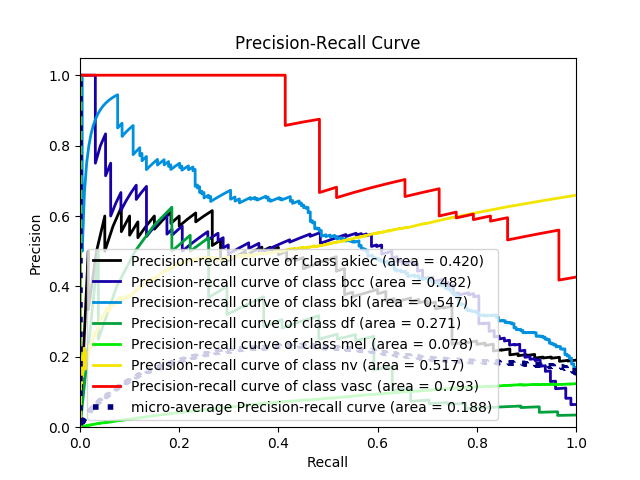 Precision-Recall Curve
Precision
1.0
0.8
0.6
0.4
0.2
0.0
Precision-recall curve of class akiec (area = 0.420)
Precision-recall curve of class bcc (area = 0.482)
Precision-recall curve of class bkl (area = 0.547)
Precision-recall curve of class df (area = 0.271)
Precision-recall curve of class mel (area = 0.078)
Precision-recall curve of class nv (area = 0.517)
Precision-recall curve of class vasc (area = 0.793)
micro-average Precision-recall curve (area = 0.188)
0.0 0.2 0.4 0.6 0.8 1.0
Recall